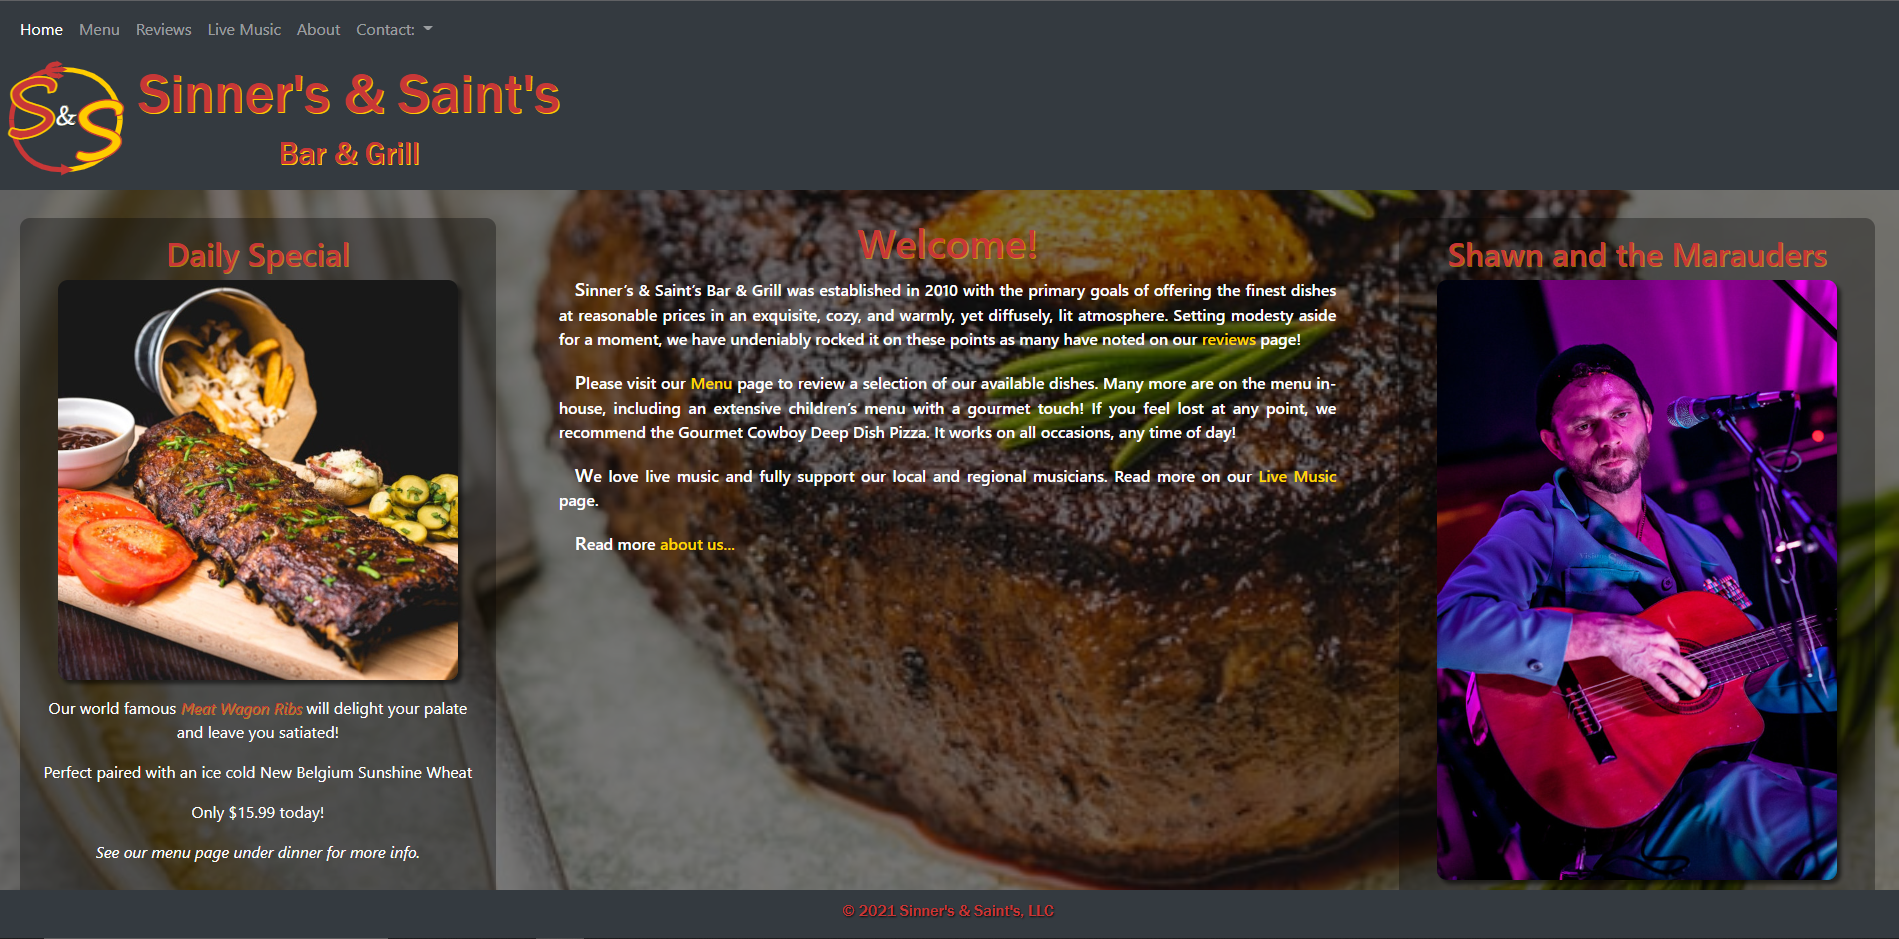 Home Menu Reviews Live Music About Contact:
S&S
Sinner's & Saint's
Bar & Grill
Daily Special
Our world famous Meat Wagon Ribs will delight your palate
and leave you satiated!
Perfect paired with an ice cold New Belgium Sunshine Wheat
Only $15.99 today!
See our menu page under dinner for more info.
Welcome!
Sinner’s & Saint’s Bar & Grill was established in 2010 with the primary goals of offering the finest dishes
at reasonable prices in an exquisite, cozy, and warmly, yet diffusely, lit atmosphere. Setting modesty aside
for a moment, we have undeniably rocked it on these points as many have noted on our reviews page!
Please visit our Menu page to review a selection of our available dishes. Many more are on the menu in-
house, including an extensive children’s menu with a gourmet touch! If you feel lost at any point, we
recommend the Gourmet Cowboy Deep Dish Pizza. It works on all occasions, any time of day!
We love live music and fully support our local and regional musicians. Read more on our Live Music
page.
Read more about us...
Shawn and the Marauders
© 2021 Sinner's & Saint's, LLC